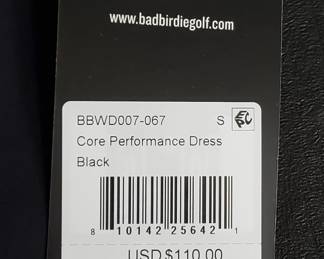 www.badbirdiegolf.com
BBWD007-067 S
Core Performance Dress
Black
8 10142 25642 1
USD $110.00